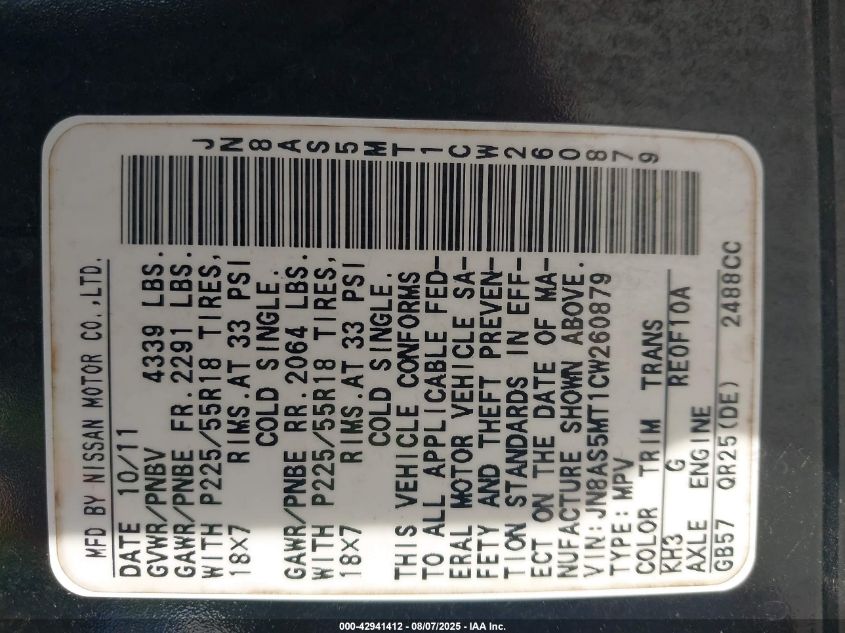 JN8AS5MT1CW260879
MFD BY NISSAN MOTOR CO.,LTD.
DATE 10/11
GVWR/PNBV 4339 LBS.
GAWR/PNBE FR.2291 LBS.
WITH P225/55R18 TIRES,
18X7 RIMS.AT 33 PSI
COLD SINGLE.
GAWR/PNBE RR.2064 LBS.
WITH P225/55R18 TIRES,
18X7 RIMS.AT 33 PSI
COLD SINGLE.
THIS VEHICLE CONFORMS
TO ALL APPLICABLE FED-
ERAL MOTOR VEHICLE SA-
FETY AND THEFT PREVEN-
TION STANDARDS IN EFF-
ECT ON THE DATE OF MA-
NUFACTURE SHOWN ABOVE.
VIN:JN8AS5MT1CW260879
TYPE:MPV
COLOR TRIM TRANS
KH3 G RE0F10A
AXLE ENGINE
GB57 QR25(DE) 2488CC
000-42941412 - 08/07/2025 - IAA Inc.